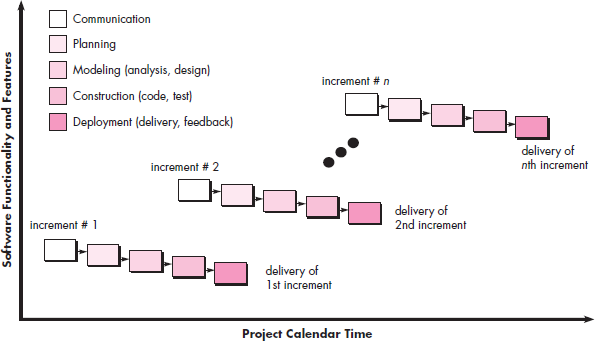 Software Functionality and Features
Communication
Planning
Modeling (analysis, design)
Construction (code, test)
Deployment (delivery, feedback)
increment # n
delivery of
nth increment
increment # 2
delivery of
2nd increment
increment # 1
delivery of
1st increment
Project Calendar Time